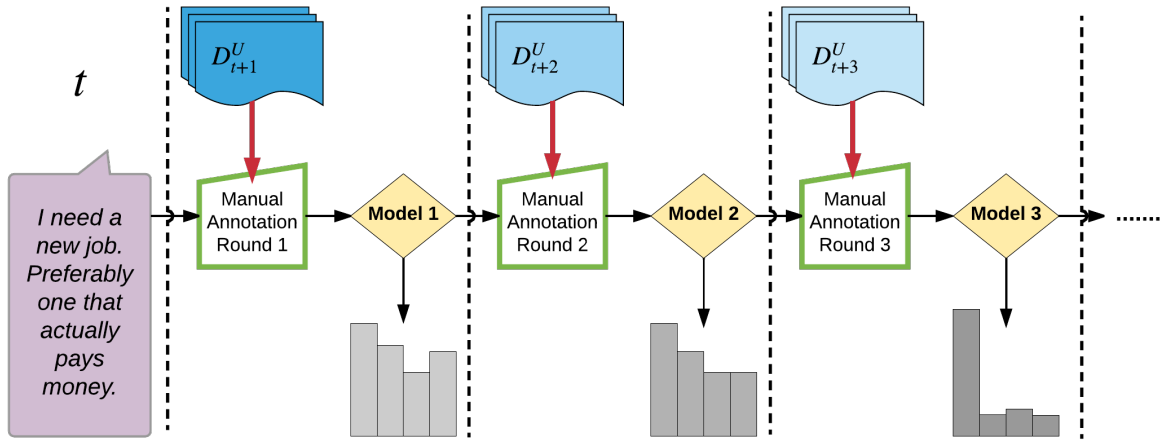 t
I need a
new job.
Preferably
one that
actually
pays
money.
D^U_{t+1}
Manual
Annotation
Round 1
Model 1
D^U_{t+2}
Manual
Annotation
Round 2
Model 2
D^U_{t+3}
Manual
Annotation
Round 3
Model 3
......